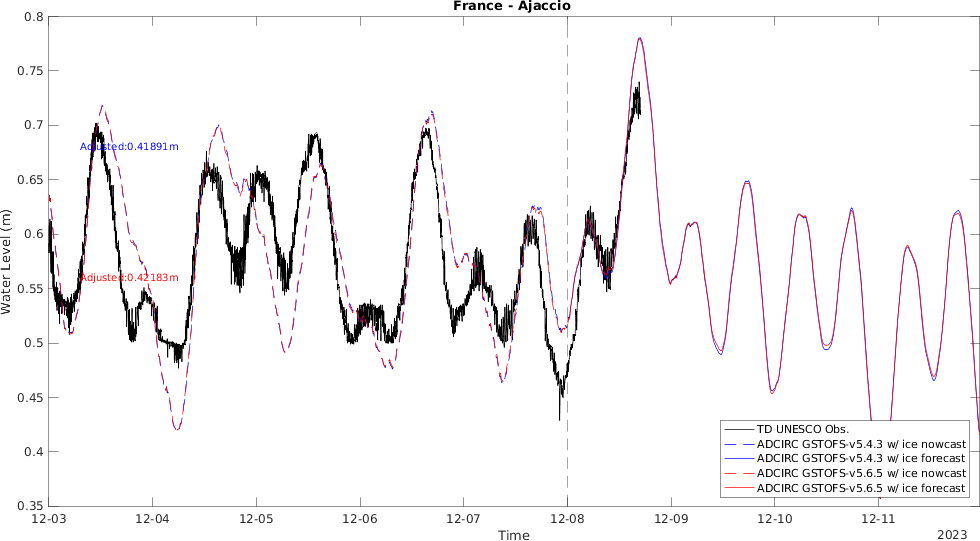 France - Ajaccio
0.8
0.75
0.7
0.65
0.6
0.55
0.5
0.45
0.4
0.35
Water Level (m)
Adjusted:0.41891m
Adjusted:0.42183m
TD UNESCO Obs.
ADCIRC GSTOFS-v5.4.3 w/ ice nowcast
ADCIRC GSTOFS-v5.4.3 w/ ice forecast
ADCIRC GSTOFS-v5.6.5 w/ ice nowcast
ADCIRC GSTOFS-v5.6.5 w/ ice forecast
12-03 12-04 12-05 12-06 12-07 12-08 12-09 12-10 12-11
Time
2023